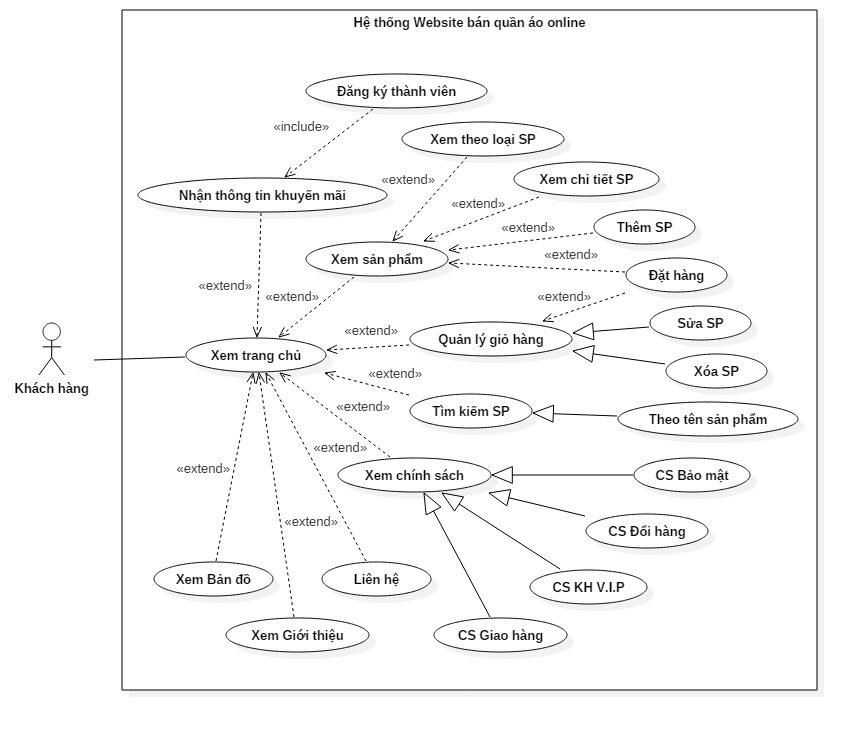 Hệ thống Website bán quần áo online
Đăng ký thành viên
«include»
Xem theo loại SP
«extend»
Xem chi tiết SP
Nhận thông tin khuyến mãi
«extend»
Thêm SP
«extend»
Xem sản phẩm
«extend»
Đặt hàng
«extend»
«extend»
«extend»
Sửa SP
«extend»
Quản lý giỏ hàng
Xem trang chủ
Xóa SP
«extend»
Khách hàng
«extend»
Tìm kiếm SP
Theo tên sản phẩm
«extend»
«extend»
Xem chính sách
CS Bảo mật
«extend»
CS Đổi hàng
Xem Bản đồ
Liên hệ
CS KH V.I.P
Xem Giới thiệu
CS Giao hàng